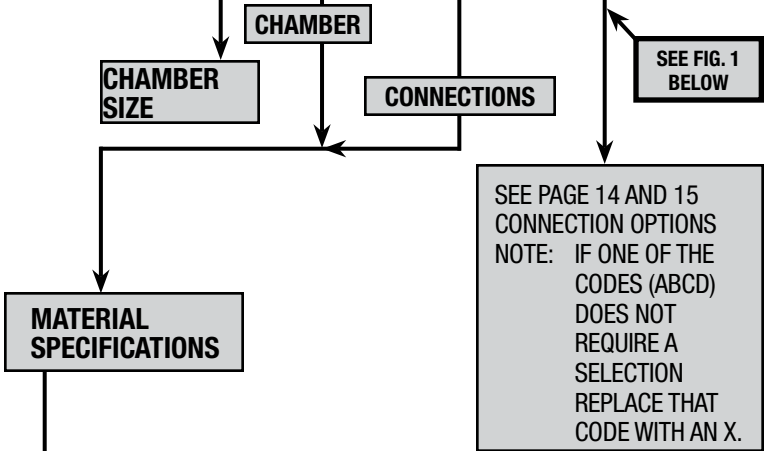 CHAMBER
SEE FIG. 1
BELOW
CHAMBER
SIZE
CONNECTIONS
SEE PAGE 14 AND 15
CONNECTION OPTIONS
NOTE: IF ONE OF THE
CODES (ABCD)
DOES NOT
REQUIRE A
SELECTION
REPLACE THAT
CODE WITH AN X.
MATERIAL
SPECIFICATIONS